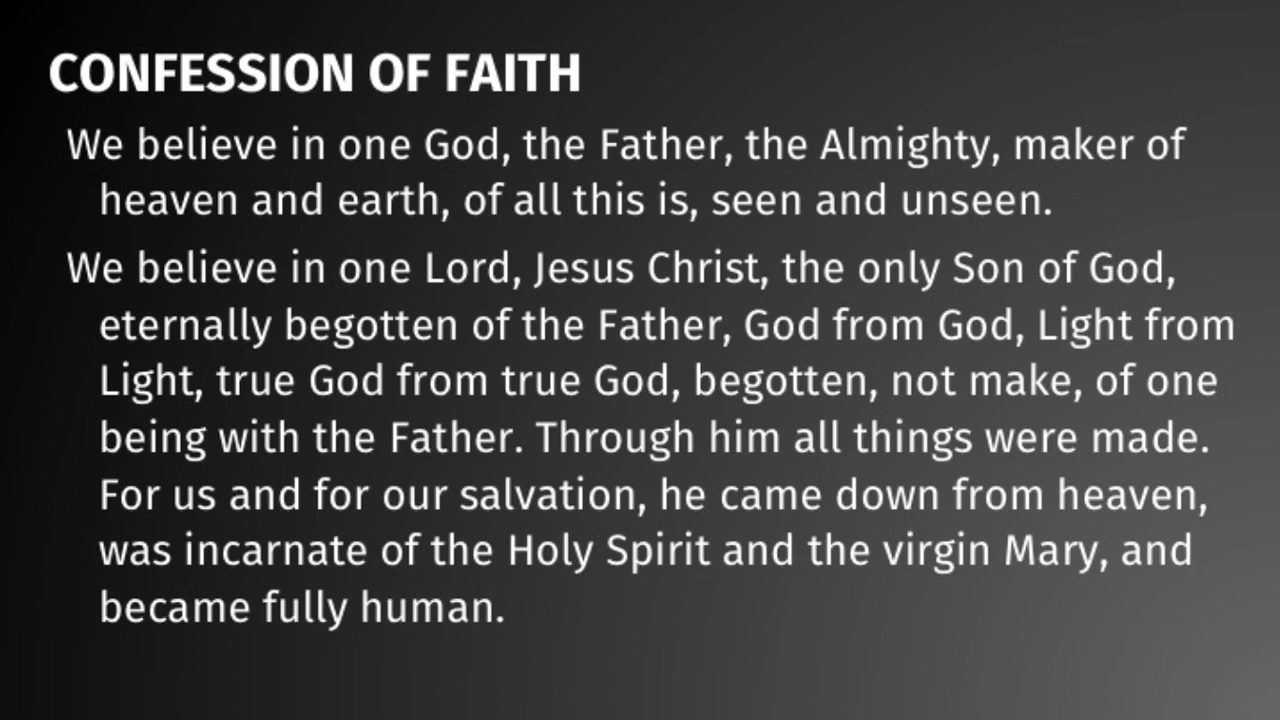 CONFESSION OF FAITH
We believe in one God, the Father, the Almighty, maker of
heaven and earth, of all this is, seen and unseen.
We believe in one Lord, Jesus Christ, the only Son of God,
eternally begotten of the Father, God from God, Light from
Light, true God from true God, begotten, not make, of one
being with the Father. Through him all things were made.
For us and for our salvation, he came down from heaven,
was incarnate of the Holy Spirit and the virgin Mary, and
became fully human.